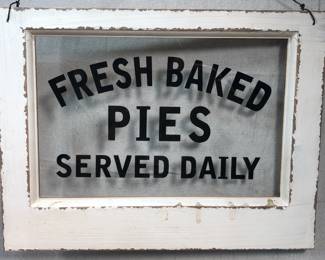 FRESH BAKED
PIES
SERVED DAILY